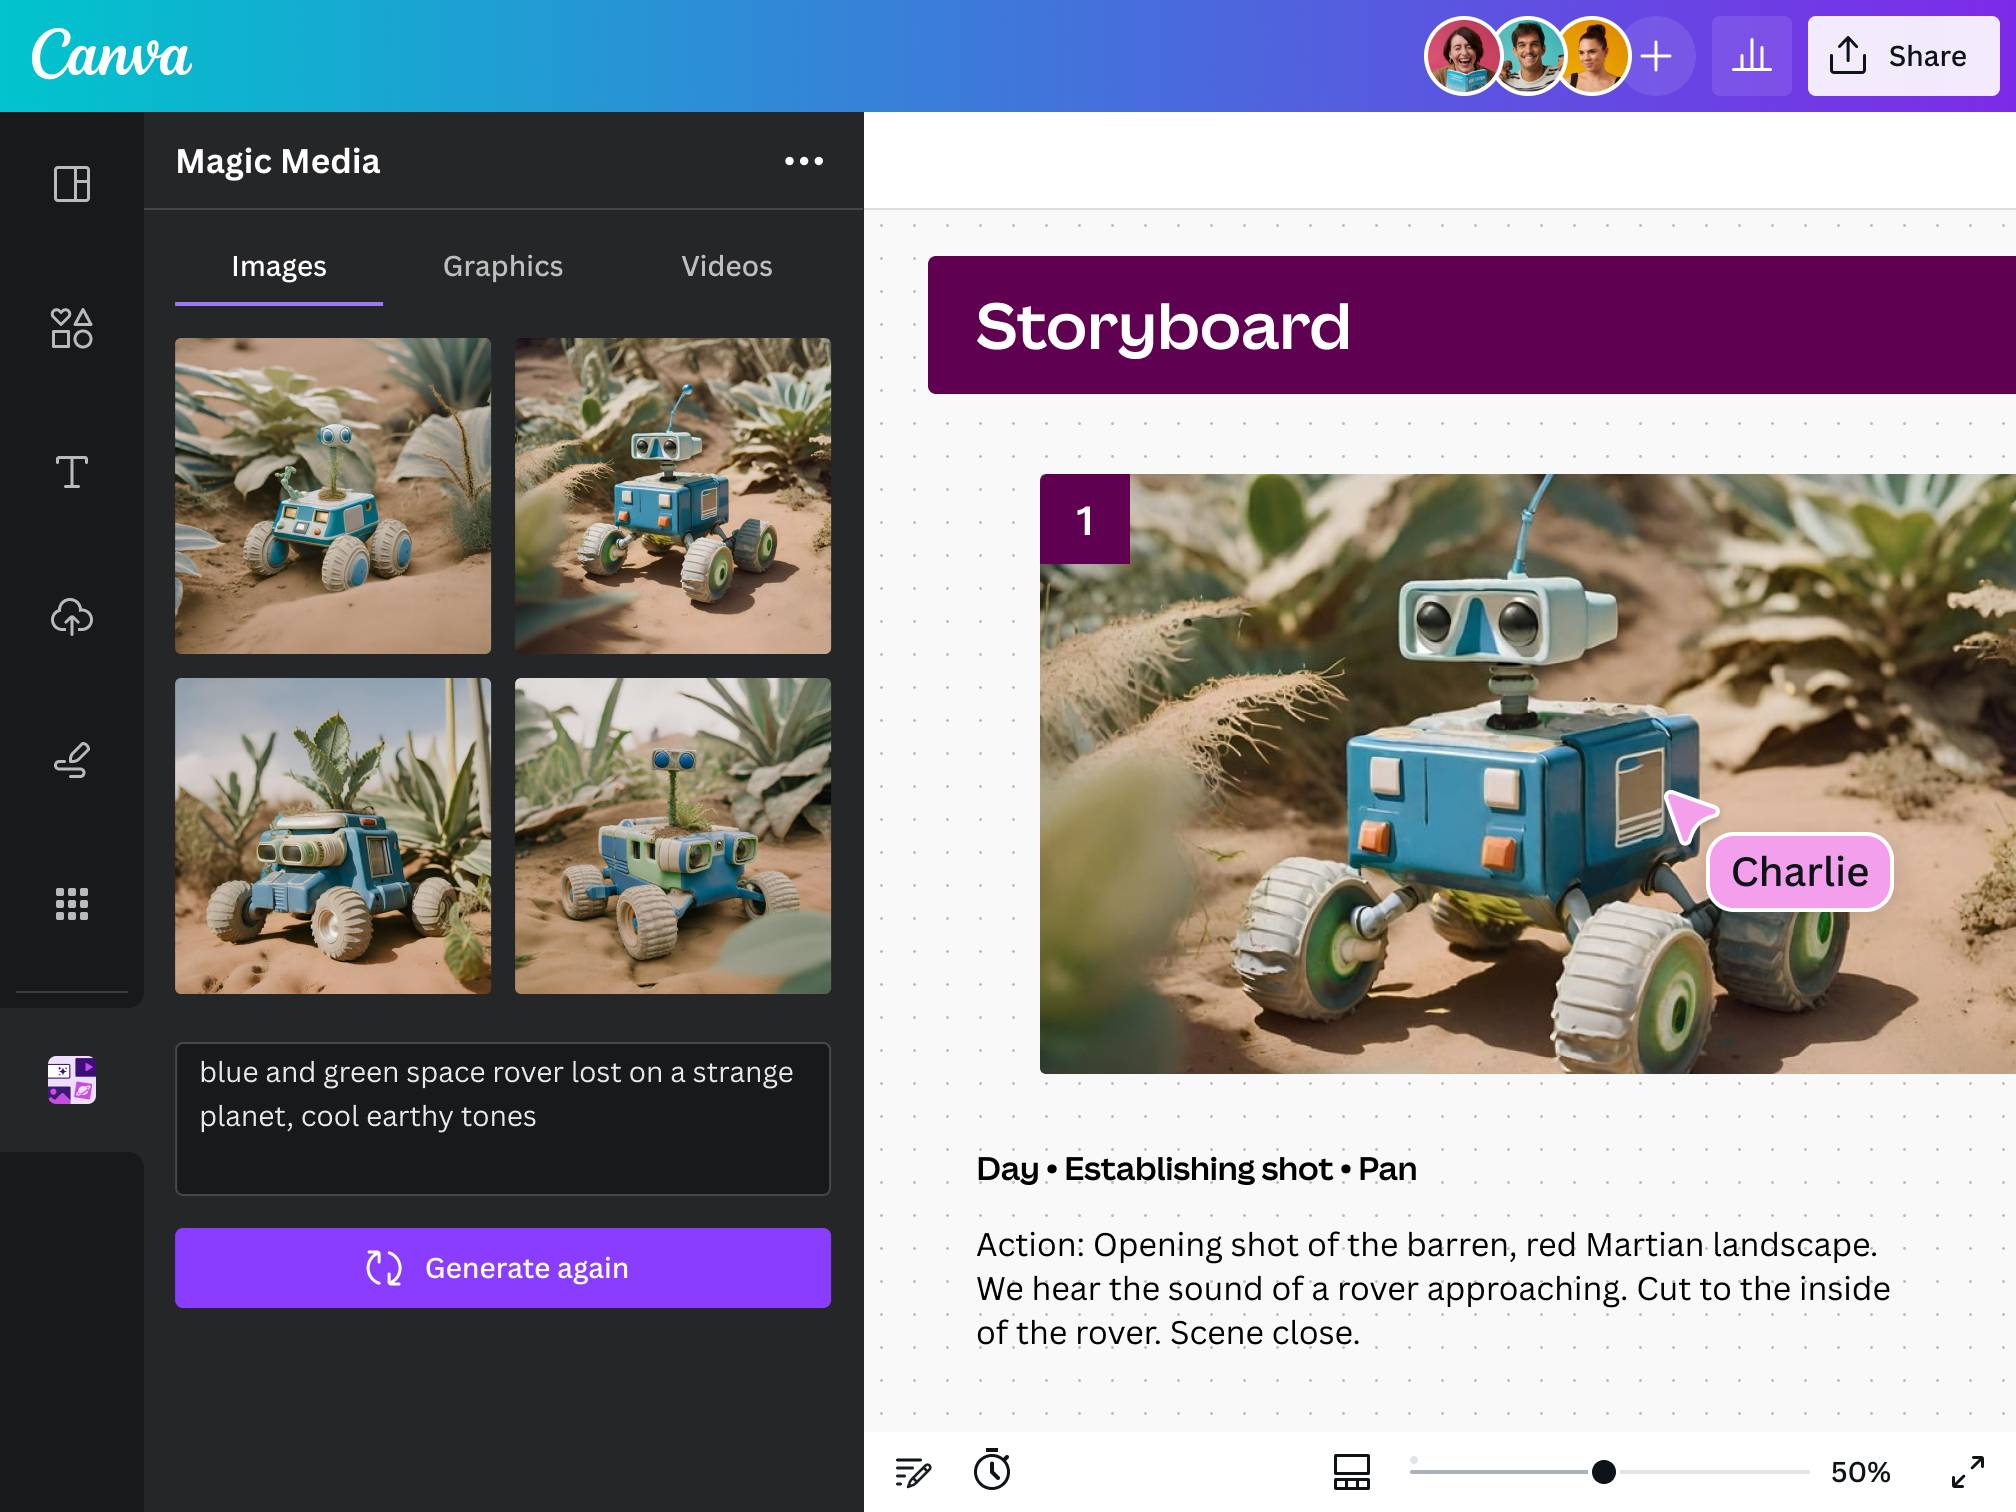 Canva
Share
Magic Media
Images
Graphics
Videos
blue and green space rover lost on a strange
planet, cool earthy tones
Generate again
Storyboard
1
Charlie
Day • Establishing shot • Pan
Action: Opening shot of the barren, red Martian landscape.
We hear the sound of a rover approaching. Cut to the inside
of the rover. Scene close.
50%